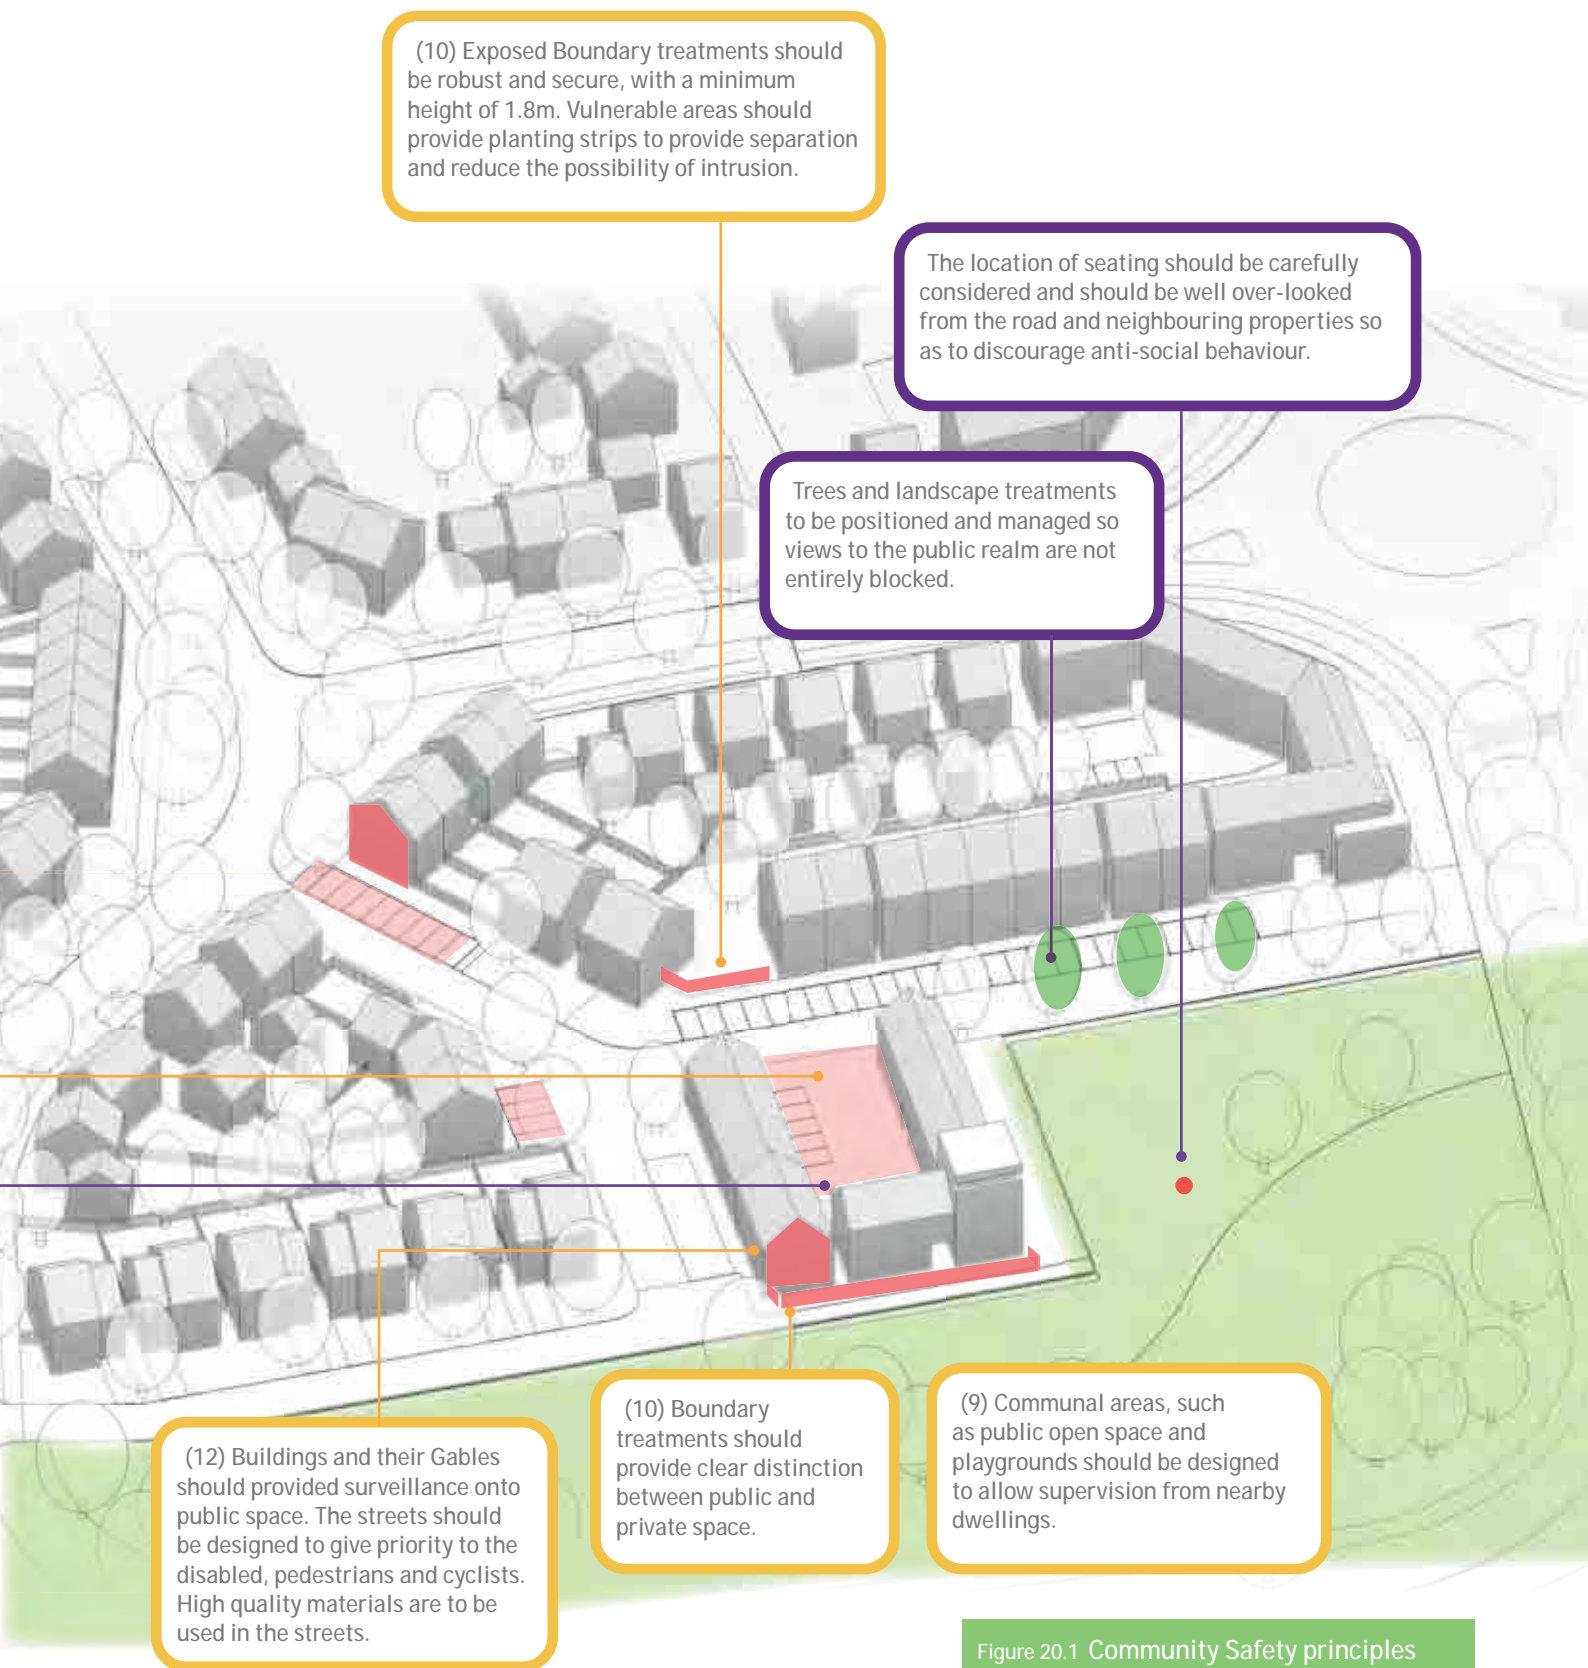 (10) Exposed Boundary treatments should
be robust and secure, with a minimum
height of 1.8m. Vulnerable areas should
provide planting strips to provide separation
and reduce the possibility of intrusion.
The location of seating should be carefully
considered and should be well over-looked
from the road and neighbouring properties so
as to discourage anti-social behaviour.
Trees and landscape treatments
to be positioned and managed so
views to the public realm are not
entirely blocked.
(12) Buildings and their Gables
should provided surveillance onto
public space. The streets should
be designed to give priority to the
disabled, pedestrians and cyclists.
High quality materials are to be
used in the streets.
(10) Boundary
treatments should
provide clear distinction
between public and
private space.
(9) Communal areas, such
as public open space and
playgrounds should be designed
to allow supervision from nearby
dwellings.
Figure 20.1 Community Safety principles